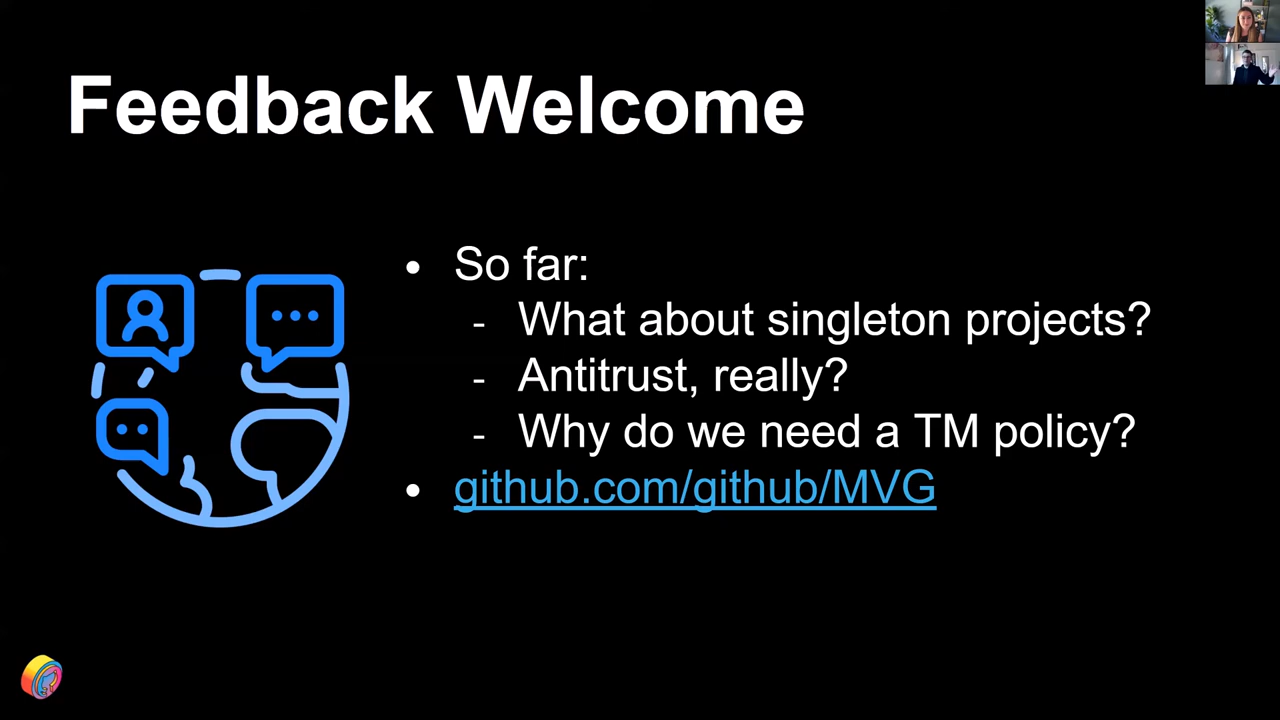 Feedback Welcome
• So far:
- What about singleton projects?
- Antitrust, really?
- Why do we need a TM policy?
• github.com/github/MVG